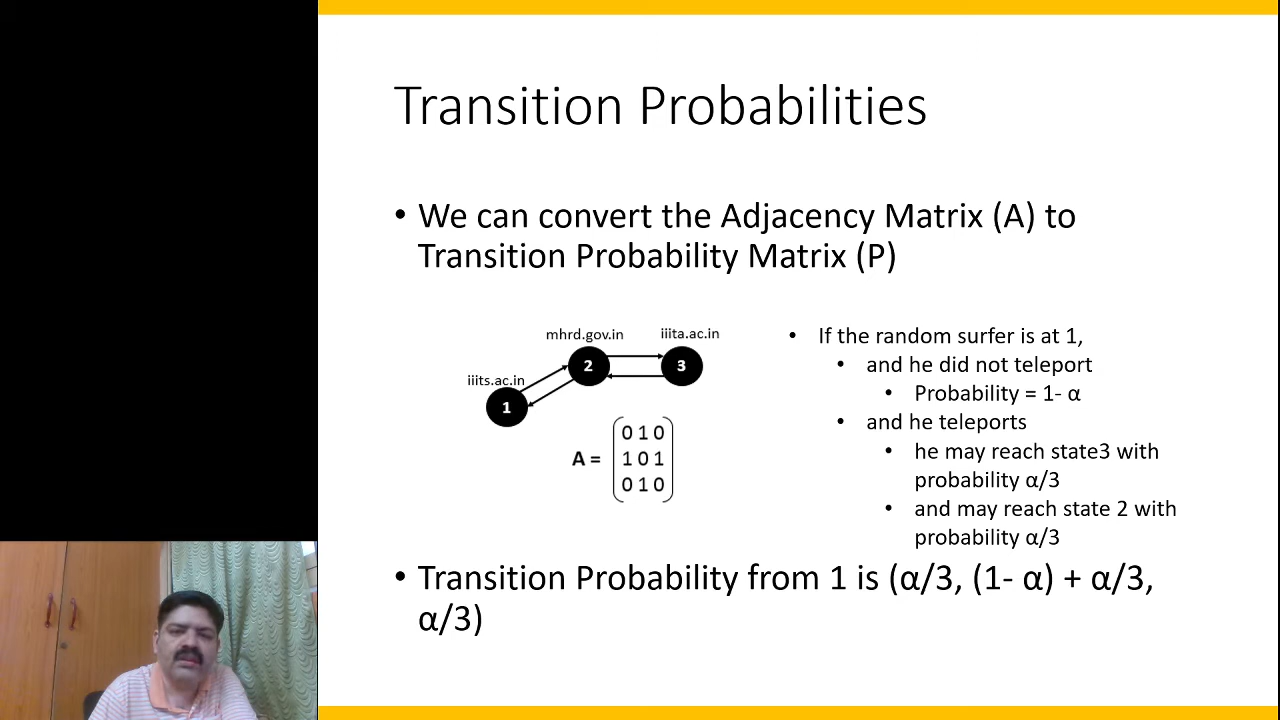 Transition Probabilities
• We can convert the Adjacency Matrix (A) to
Transition Probability Matrix (P)
mhrd.gov.in
iiita.ac.in
iiits.ac.in
2
3
1
A =
0 1 0
1 0 1
0 1 0
• If the random surfer is at 1,
• and he did not teleport
• Probability = 1- α
• and he teleports
• he may reach state3 with
probability α/3
• and may reach state 2 with
probability α/3
• Transition Probability from 1 is (α/3, (1- α) + α/3,
α/3)